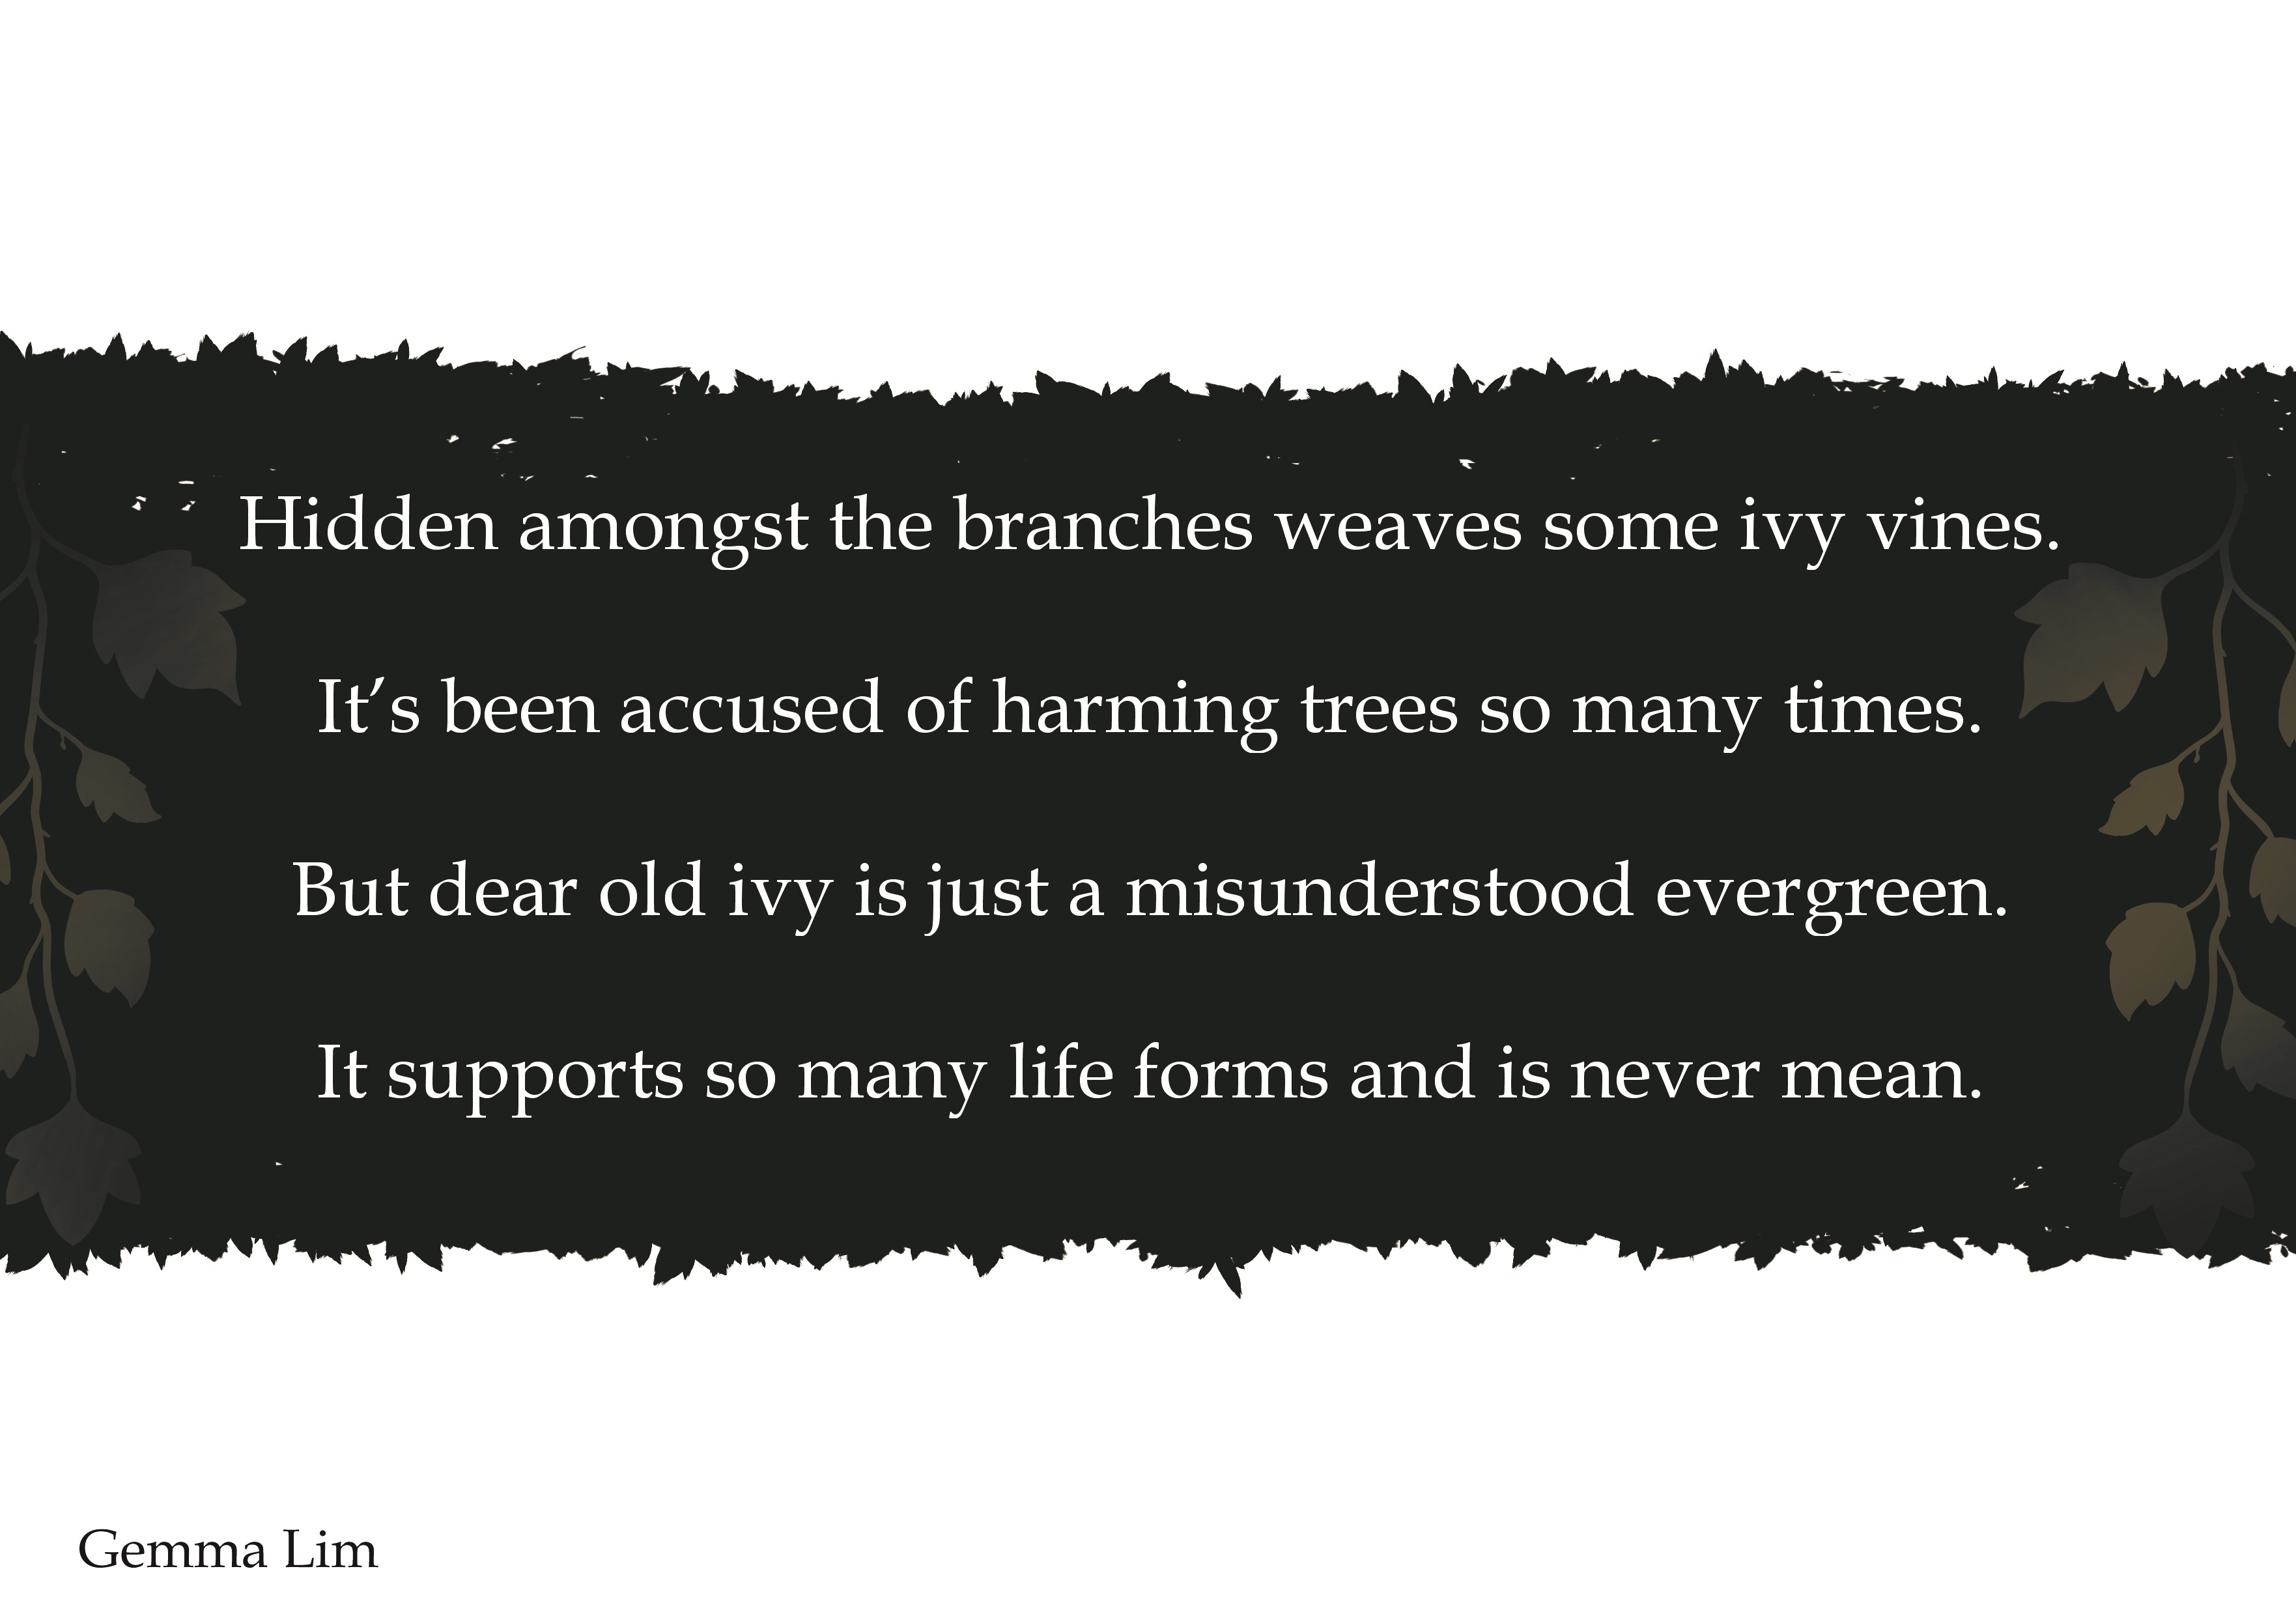 Hidden amongst the branches weaves some ivy vines.
It’s been accused of harming trees so many times.
But dear old ivy is just a misunderstood evergreen.
It supports so many life forms and is never mean.
Gemma Lim